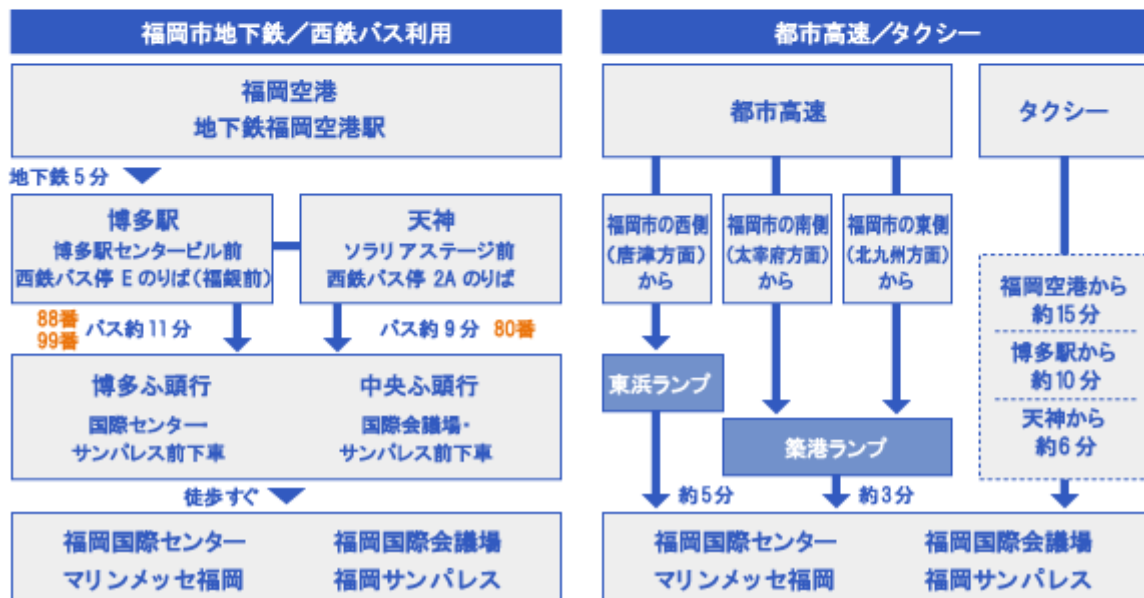 福岡市地下鉄/西鉄バス利用
福岡空港
地下鉄福岡空港駅
地下鉄5分
博多駅
博多駅センタービル前
西鉄バス停 E のりば(福銀前)
天神
ソラリアステージ前
西鉄バス停 2A のりば
88番
99番
バス約11分
バス約9分 80番
博多ふ頭行
国際センター・
サンパレス前下車
中央ふ頭行
国際会議場・
サンパレス前下車
徒歩すぐ
福岡国際センター
福岡国際会議場
マリンメッセ福岡
福岡サンパレス
都市高速/タクシー
都市高速
タクシー
福岡市の西側
(唐津方面)
から
福岡市の南側
(太宰府方面)
から
福岡市の東側
(北九州方面)
から
福岡空港から
約15分
博多駅から
約10分
天神から
約6分
東浜ランプ
築港ランプ
約5分
約3分
福岡国際センター
福岡国際会議場
マリンメッセ福岡
福岡サンパレス